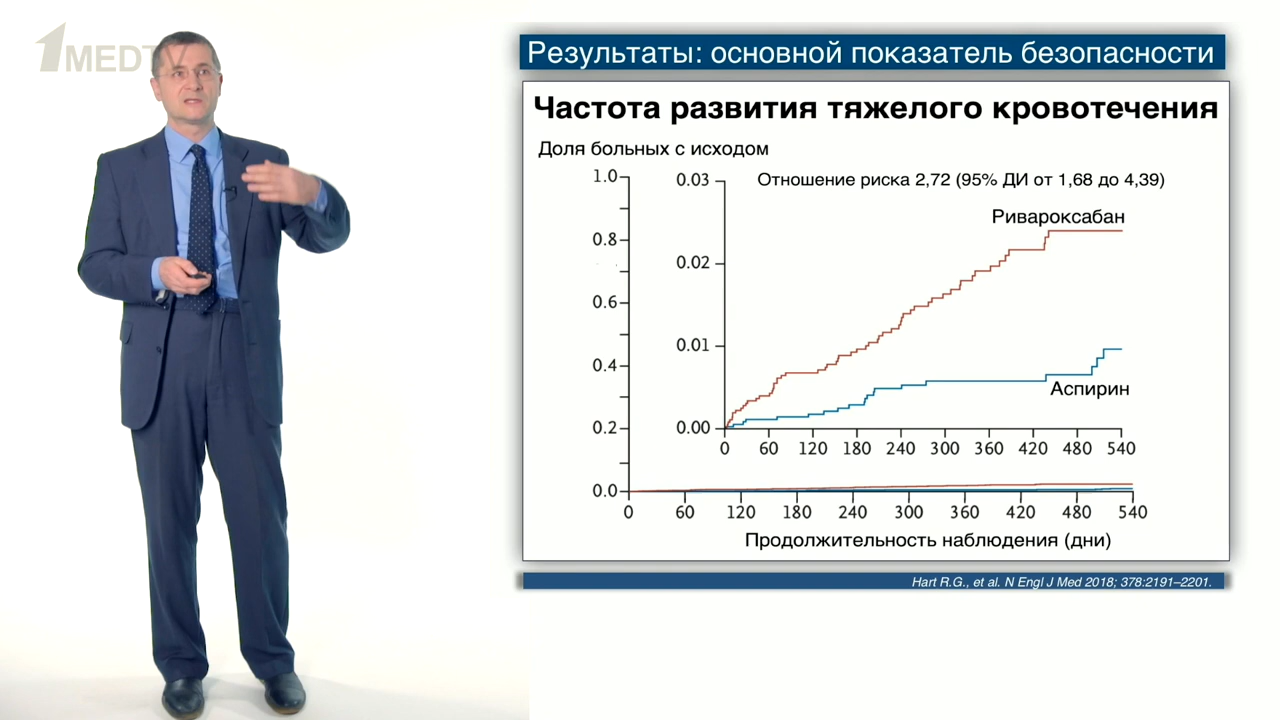 1MEDTV
Результаты: основной показатель безопасности
Частота развития тяжелого кровотечения
Доля больных с исходом
1.0
0.8
0.6
0.4
0.2
0.0
0.03
0.02
0.01
0.00
Отношение риска 2,72 (95% ДИ от 1,68 до 4,39)
Ривароксабан
Аспирин
0 60 120 180 240 300 360 420 480 540
0 60 120 180 240 300 360 420 480 540
Продолжительность наблюдения (дни)
Hart R.G., et al. N Engl J Med 2018; 378:2191–2201.